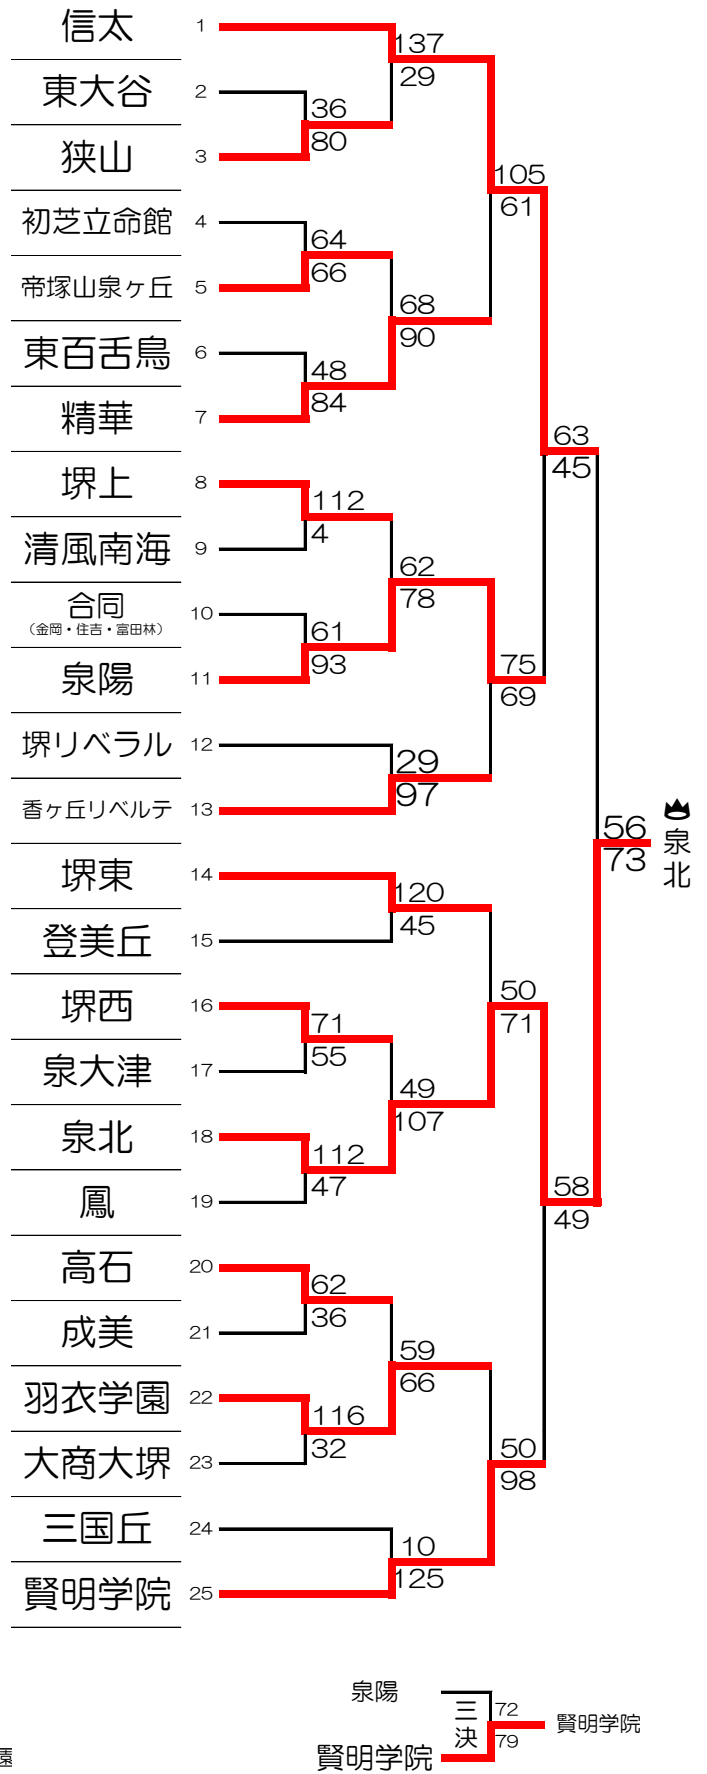 信太 1
137
29
東大谷 2
36
80
狭山 3
105
61
初芝立命館 4
64
66
帝塚山泉ヶ丘 5
68
90
東百舌鳥 6
48
84
精華 7
63
45
堺上 8
112
4
清風南海 9
62
78
合同 10
（金岡・住吉・富田林）
61
93
泉陽 11
75
69
堺リベラル 12
29
97
香ヶ丘リベルテ 13
56
73
泉北
堺東 14
120
45
登美丘 15
50
71
堺西 16
71
55
泉大津 17
49
107
泉北 18
112
47
鳳 19
58
49
高石 20
62
36
成美 21
59
66
羽衣学園 22
116
32
大商大堺 23
50
98
三国丘 24
10
125
賢明学院 25
泉陽
三決
72
79
賢明学院
賢明学院
園